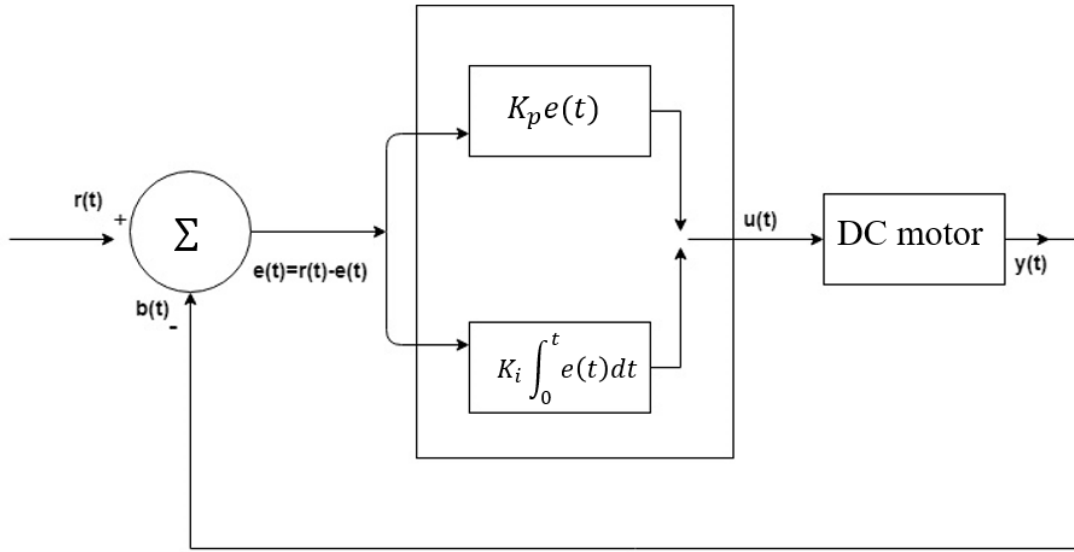 K_p e(t)
r(t)
+
Σ
u(t)
DC motor
e(t)=r(t)-e(t)
y(t)
b(t)
-
K_i ∫_0^t e(t)dt